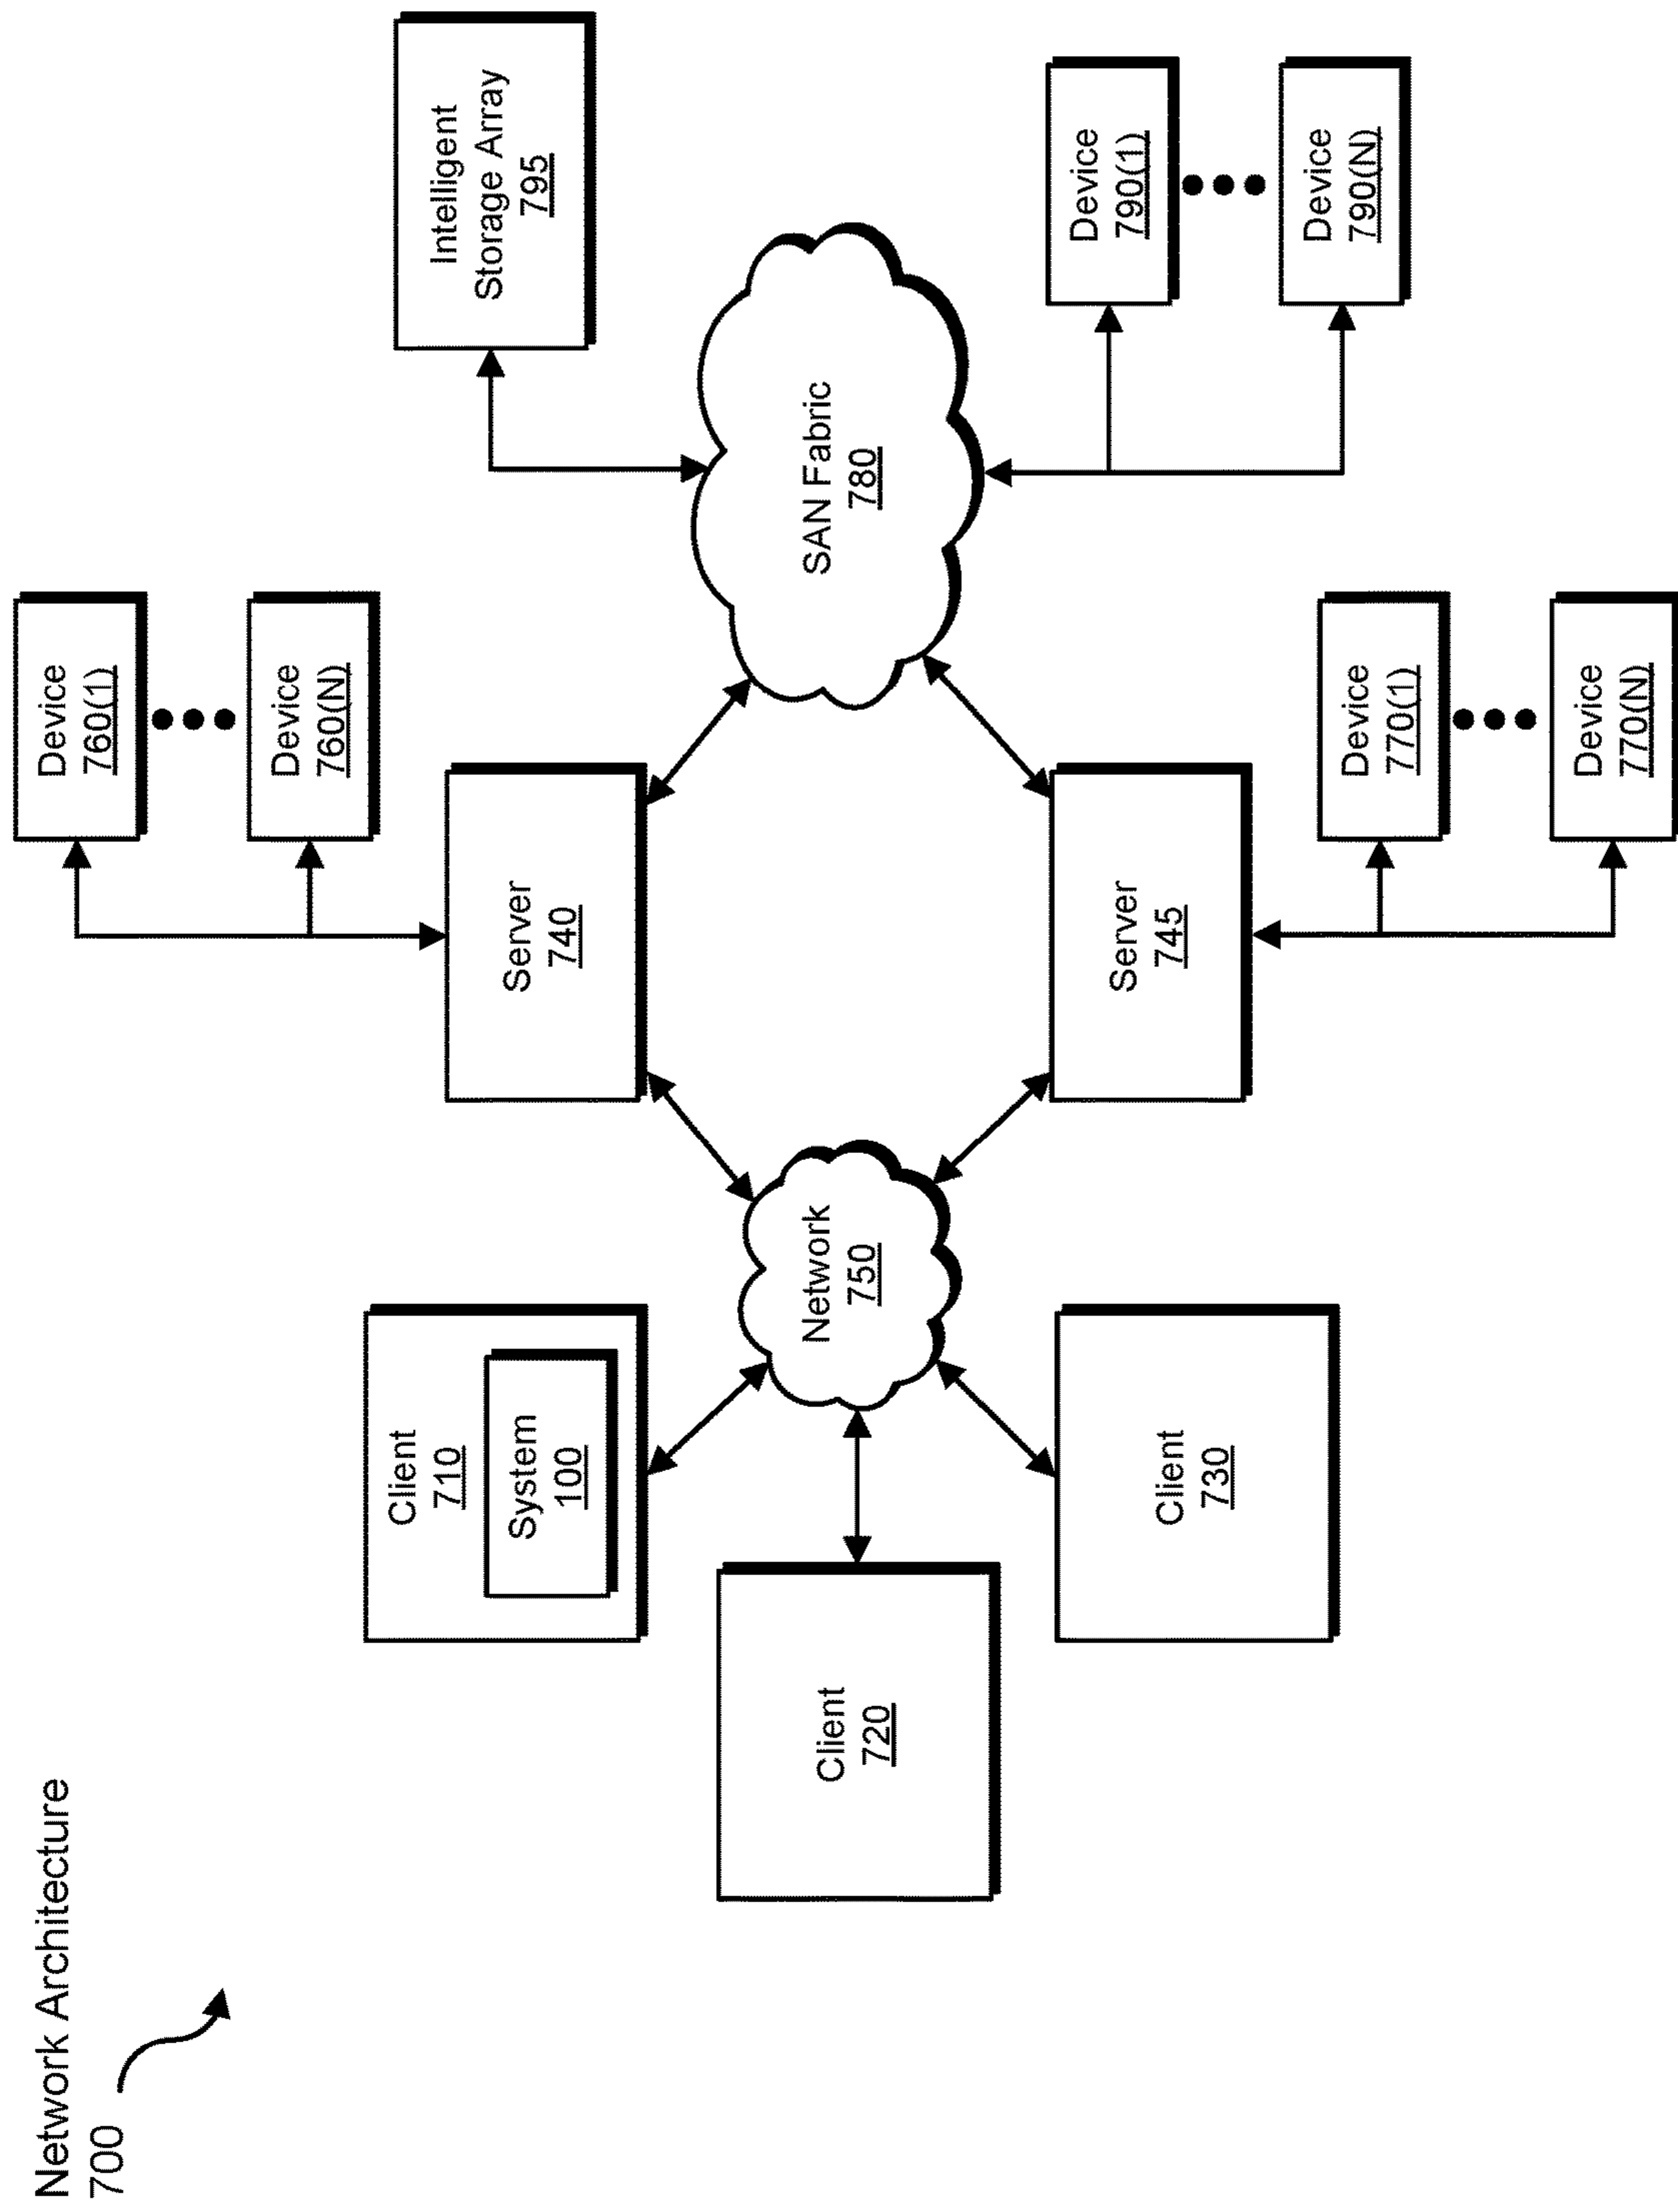 Network Architecture
700
Client
710
System
100
Client
720
Client
730
Network
750
Server
740
Server
745
Device
760(1)
Device
760(N)
Device
770(1)
Device
770(N)
SAN Fabric
780
Intelligent
Storage Array
795
Device
790(1)
Device
790(N)